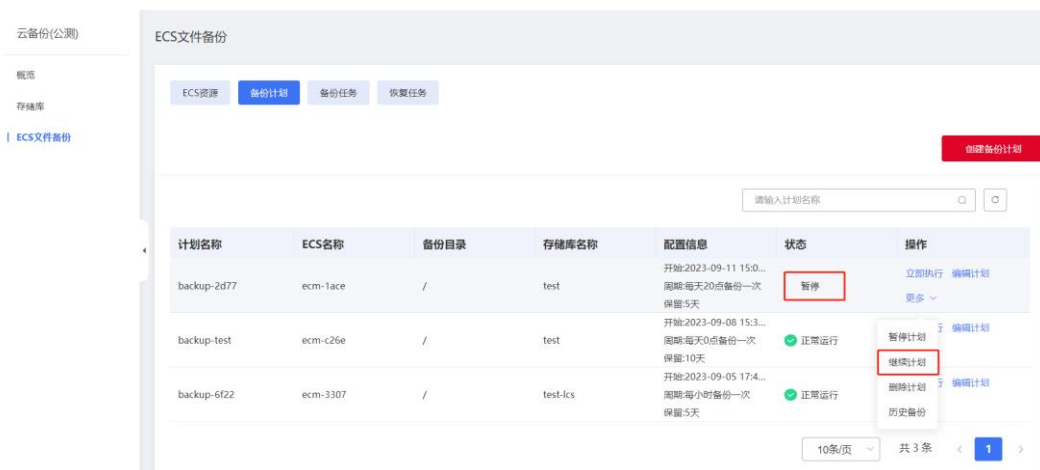 云备份(公测)
ECS文件备份
概览
存储库
ECS文件备份
ECS资源 备份计划 备份任务 恢复任务
创建备份计划
请输入计划名称
计划名称 ECS名称 备份目录 存储库名称 配置信息 状态 操作
backup-2d77 ecm-1ace / test
开始:2023-09-11 15:0...
周期:每天20点备份一次
保留:5天
暂停
立即执行 编辑计划
更多
backup-test ecm-c26e / test
开始:2023-09-08 15:3...
周期:每天0点备份一次
保留:10天
正常运行
行 编辑计划
backup-6f22 ecm-3307 / test-lcs
开始:2023-09-05 17:4...
周期:每小时备份一次
保留:5天
正常运行
行 编辑计划
暂停计划
继续计划
删除计划
历史备份
10条/页 共 3 条 < 1 >